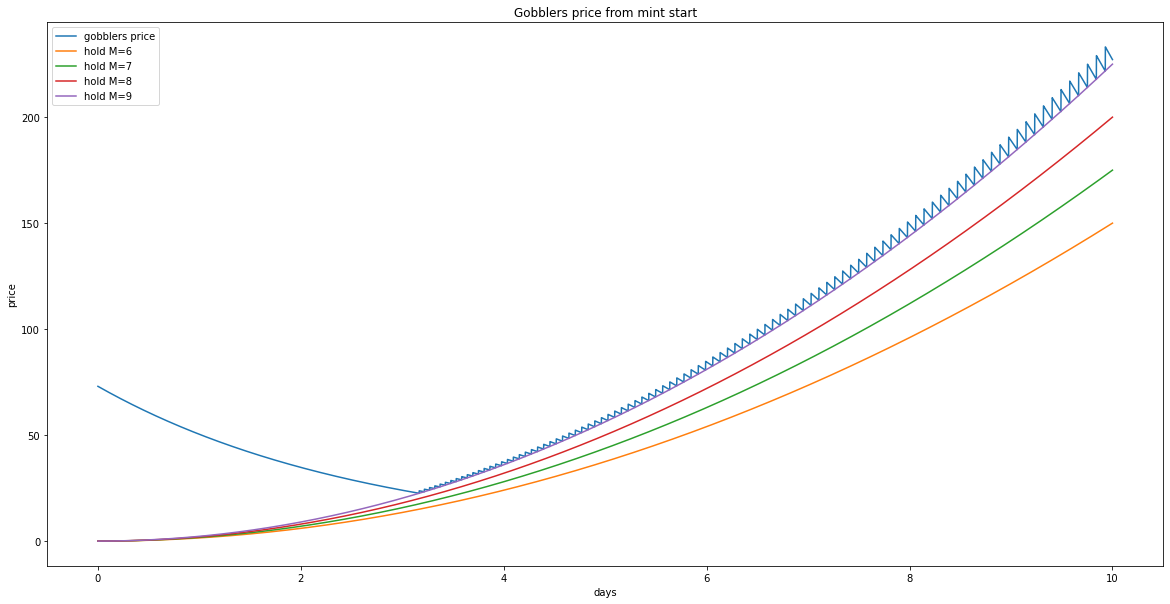 Gobblers price from mint start
gobblers price
hold M=6
hold M=7
hold M=8
hold M=9
price
200
150
100
50
0
0 2 4 6 8 10
days